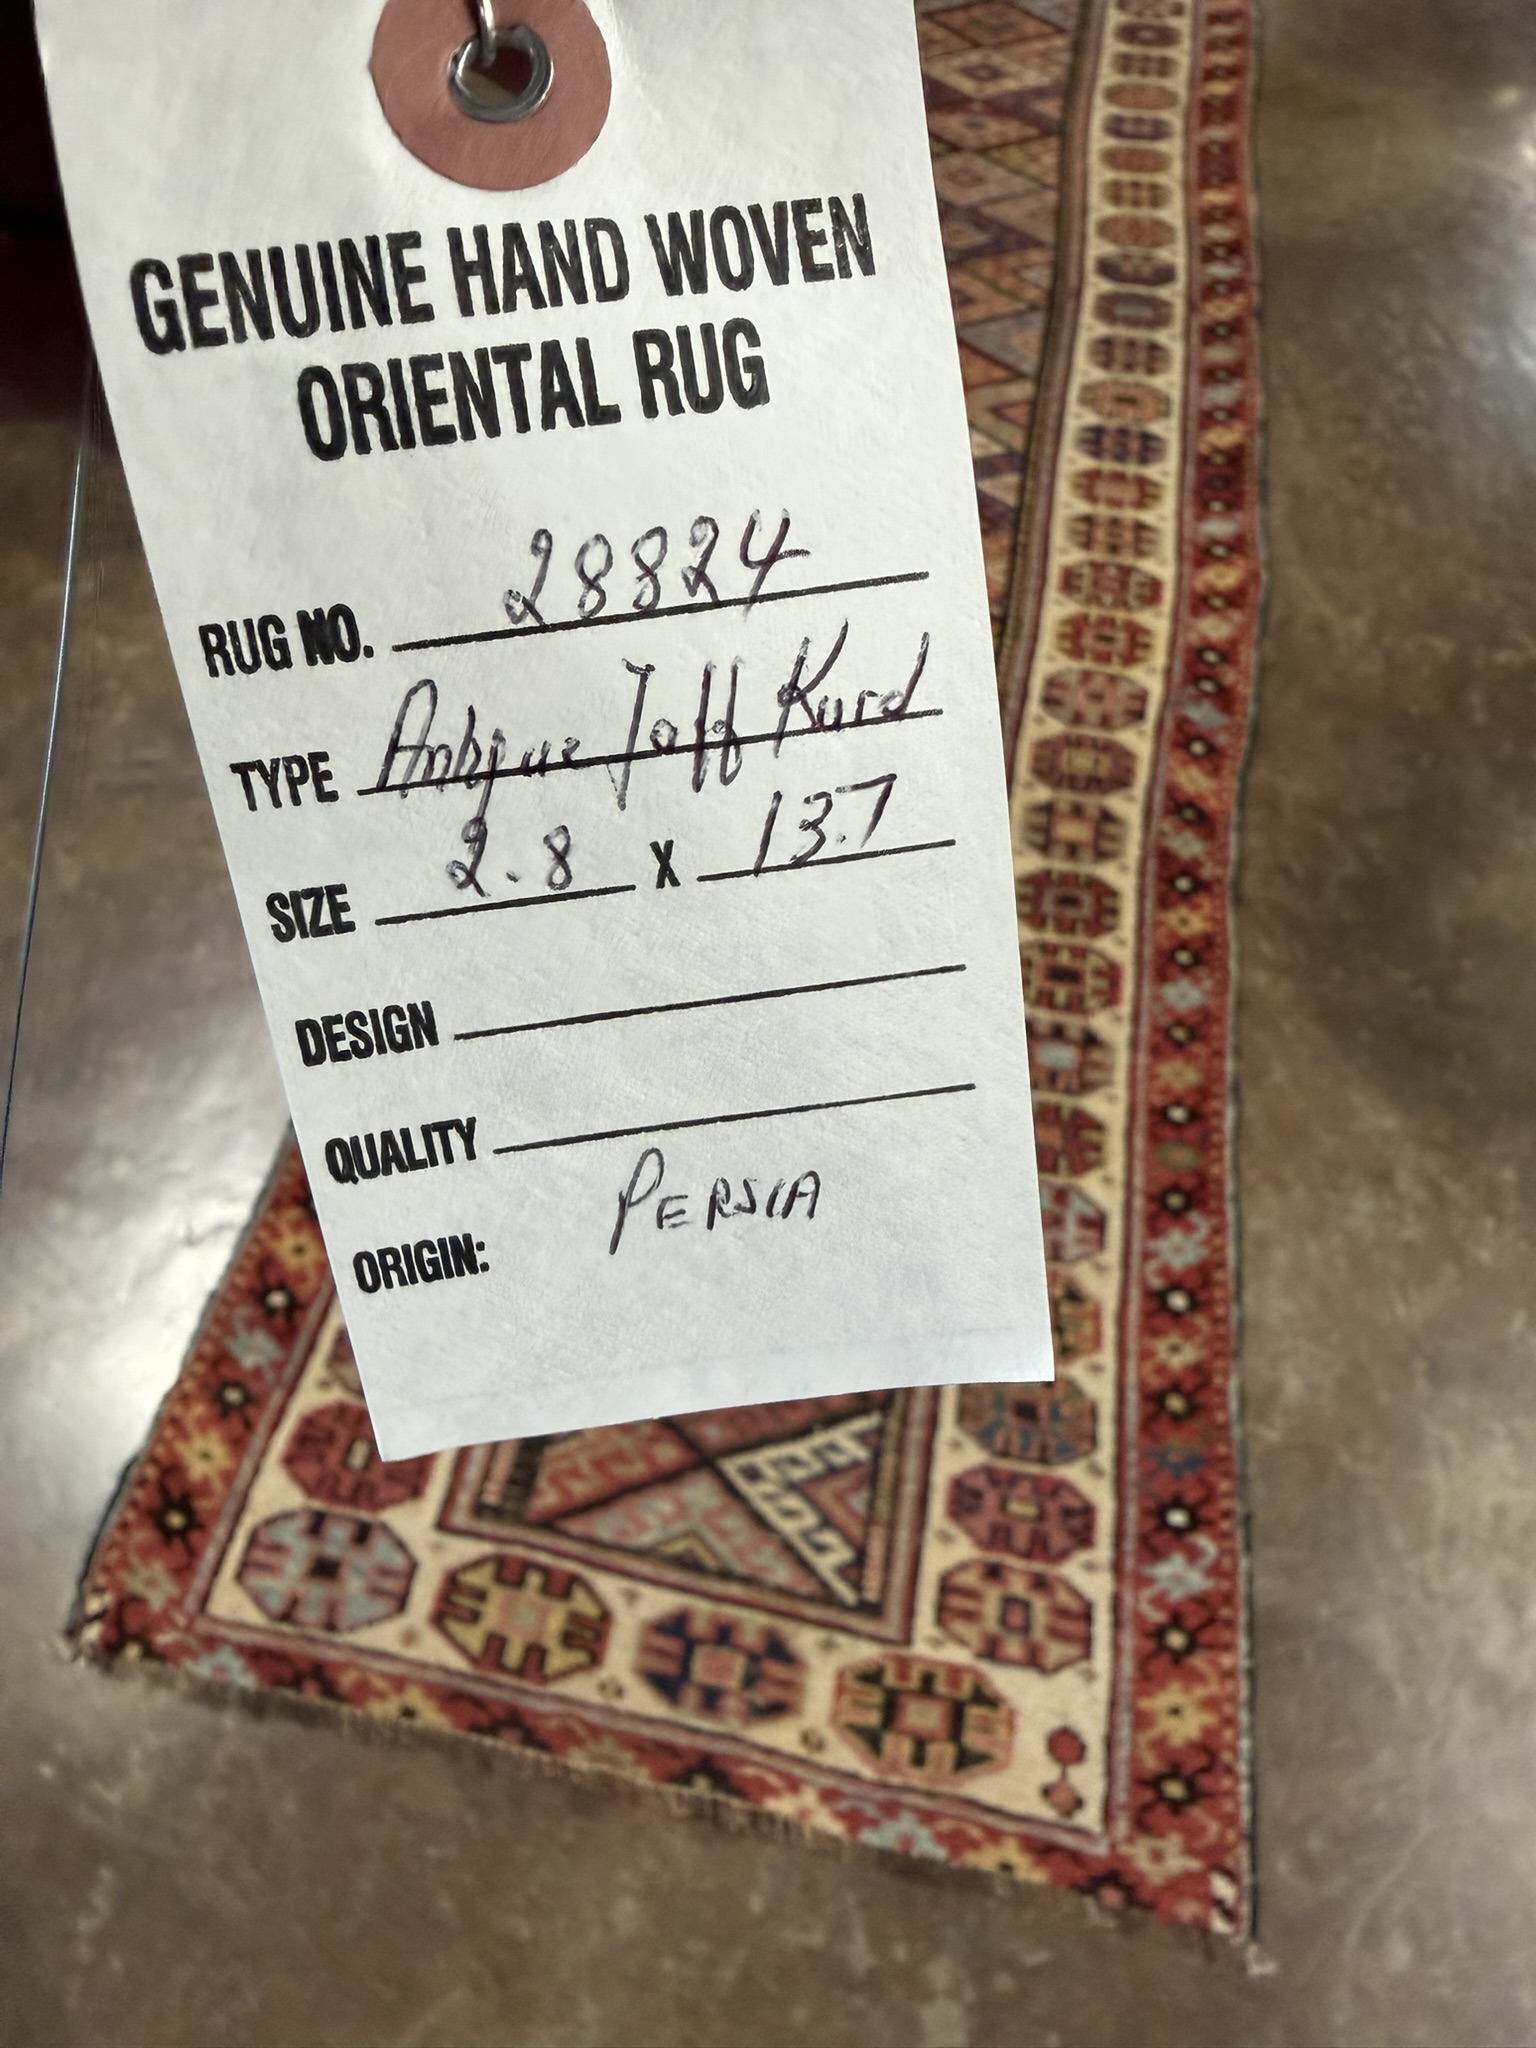 GENUINE HAND WOVEN
ORIENTAL RUG
RUG NO. 28824
TYPE Antique Jaff Kurd
SIZE 2.8 X 13.7
DESIGN
QUALITY
ORIGIN: PERSIA